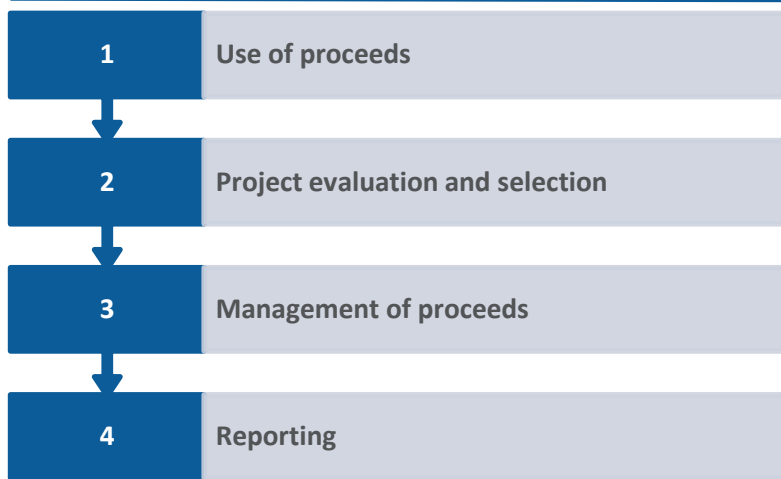 1 Use of proceeds
2 Project evaluation and selection
3 Management of proceeds
4 Reporting